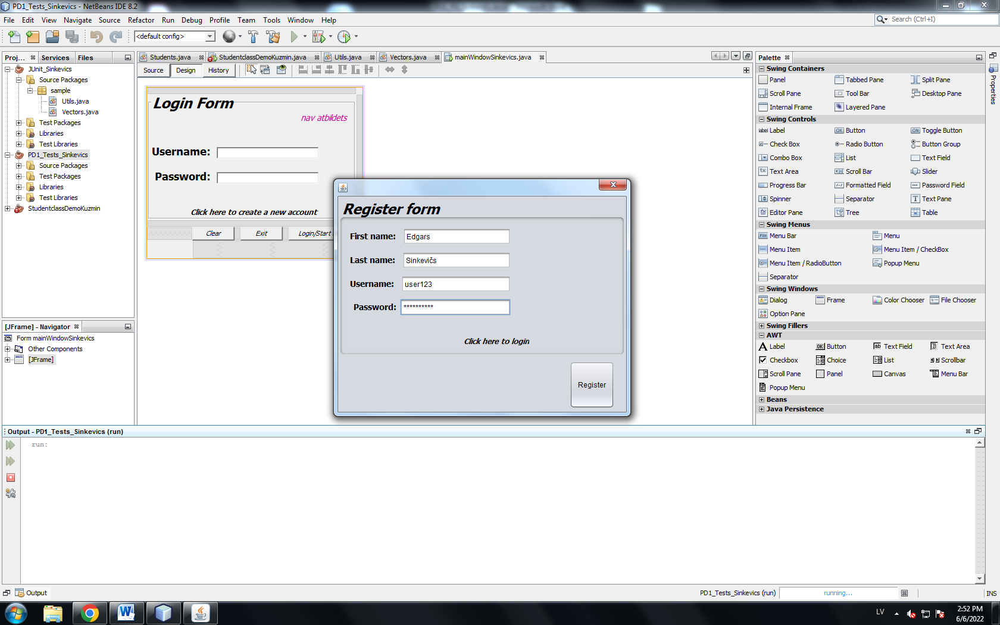 PD1_Tests_Sinkevics - NetBeans IDE 8.2
File Edit View Navigate Source Refactor Run Debug Profile Team Tools Window Help
Search (Ctrl+I)
<default config>
Proj... Services Files
JUnit_Sinkevics
Source Packages
sample
Utils.java
Vectors.java
Test Packages
Libraries
Test Libraries
PD1_Tests_Sinkevics
Source Packages
Test Packages
Libraries
Test Libraries
StudentclassDemoKuzmin
[JFrame] - Navigator
Form mainWindowSinkevics
Other Components
[JFrame]
Students.java StudentclassDemoKuzmin.java Utils.java Vectors.java mainWindowSinkevics.java
Source Design History
Login Form
nav atbildets
Username:
Password:
Click here to create a new account
Clear Exit Login/Start
Register form
First name: Edgars
Last name: Sinkevičs
Username: user123
Password: **********
Click here to login
Register
Palette
Swing Containers
Panel Tabbed Pane Split Pane
Scroll Pane Tool Bar Desktop Pane
Internal Frame Layered Pane
Swing Controls
label Label OK Button ON Toggle Button
Check Box Radio Button Button Group
Combo Box List Text Field
Text Area Scroll Bar Slider
Progress Bar Formatted Field Password Field
Spinner Separator Text Pane
Editor Pane Tree Table
Swing Menus
File Menu Bar Menu
Menu Item Menu Item / CheckBox
Menu Item / RadioButton Popup Menu
Separator
Swing Windows
Dialog Frame Color Chooser File Chooser
Option Pane
Swing Fillers
AWT
A Label OK Button Text Field Text Area
Checkbox Choice List Scrollbar
Scroll Pane Panel Canvas Menu Bar
Popup Menu
Beans
Java Persistence
Properties
Output - PD1_Tests_Sinkevics (run)
run:
Output
PD1_Tests_Sinkevics (run) running... INS
LV
2:52 PM
6/6/2022